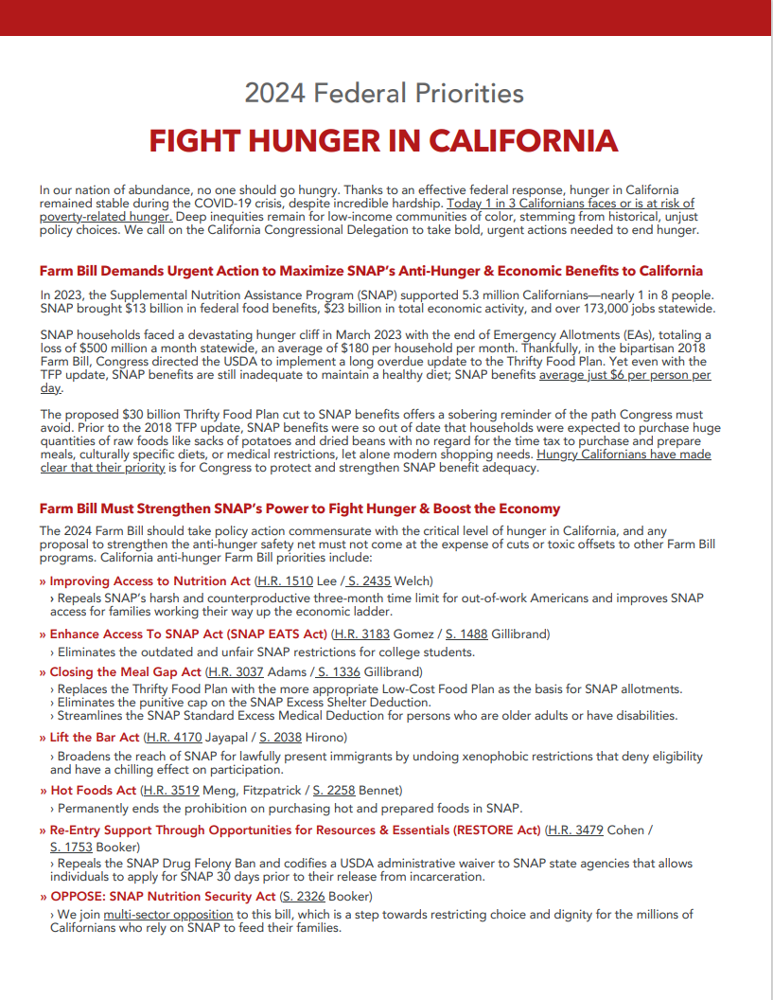 2024 Federal Priorities
FIGHT HUNGER IN CALIFORNIA
In our nation of abundance, no one should go hungry. Thanks to an effective federal response, hunger in California
remained stable during the COVID-19 crisis, despite incredible hardship. Today 1 in 3 Californians faces or is at risk of
poverty-related hunger. Deep inequities remain for low-income communities of color, stemming from historical, unjust
policy choices. We call on the California Congressional Delegation to take bold, urgent actions needed to end hunger.
Farm Bill Demands Urgent Action to Maximize SNAP's Anti-Hunger & Economic Benefits to California
In 2023, the Supplemental Nutrition Assistance Program (SNAP) supported 5.3 million Californians—nearly 1 in 8 people.
SNAP brought $13 billion in federal food benefits, $23 billion in total economic activity, and over 173,000 jobs statewide.
SNAP households faced a devastating hunger cliff in March 2023 with the end of Emergency Allotments (EAs), totaling a
loss of $500 million a month statewide, an average of $180 per household per month. Thankfully, in the bipartisan 2018
Farm Bill, Congress directed the USDA to implement a long overdue update to the Thrifty Food Plan. Yet even with the
TFP update, SNAP benefits are still inadequate to maintain a healthy diet; SNAP benefits average just $6 per person per
day.
The proposed $30 billion Thrifty Food Plan cut to SNAP benefits offers a sobering reminder of the path Congress must
avoid. Prior to the 2018 TFP update, SNAP benefits were so out of date that households were expected to purchase huge
quantities of raw foods like sacks of potatoes and dried beans with no regard for the time tax to purchase and prepare
meals, culturally specific diets, or medical restrictions, let alone modern shopping needs. Hungry Californians have made
clear that their priority is for Congress to protect and strengthen SNAP benefit adequacy.
Farm Bill Must Strengthen SNAP's Power to Fight Hunger & Boost the Economy
The 2024 Farm Bill should take policy action commensurate with the critical level of hunger in California, and any
proposal to strengthen the anti-hunger safety net must not come at the expense of cuts or toxic offsets to other Farm Bill
programs. California anti-hunger Farm Bill priorities include:
» Improving Access to Nutrition Act (H.R. 1510 Lee / S. 2435 Welch)
› Repeals SNAP's harsh and counterproductive three-month time limit for out-of-work Americans and improves SNAP
access for families working their way up the economic ladder.
» Enhance Access To SNAP Act (SNAP EATS Act) (H.R. 3183 Gomez / S. 1488 Gillibrand)
› Eliminates the outdated and unfair SNAP restrictions for college students.
» Closing the Meal Gap Act (H.R. 3037 Adams / S. 1336 Gillibrand)
› Replaces the Thrifty Food Plan with the more appropriate Low-Cost Food Plan as the basis for SNAP allotments.
› Eliminates the punitive cap on the SNAP Excess Shelter Deduction.
› Streamlines the SNAP Standard Excess Medical Deduction for persons who are older adults or have disabilities.
» Lift the Bar Act (H.R. 4170 Jayapal / S. 2038 Hirono)
› Broadens the reach of SNAP for lawfully present immigrants by undoing xenophobic restrictions that deny eligibility
and have a chilling effect on participation.
» Hot Foods Act (H.R. 3519 Meng, Fitzpatrick / S. 2258 Bennet)
› Permanently ends the prohibition on purchasing hot and prepared foods in SNAP.
» Re-Entry Support Through Opportunities for Resources & Essentials (RESTORE Act) (H.R. 3479 Cohen /
S. 1753 Booker)
› Repeals the SNAP Drug Felony Ban and codifies a USDA administrative waiver to SNAP state agencies that allows
individuals to apply for SNAP 30 days prior to their release from incarceration.
» OPPOSE: SNAP Nutrition Security Act (S. 2326 Booker)
› We join multi-sector opposition to this bill, which is a step towards restricting choice and dignity for the millions of
Californians who rely on SNAP to feed their families.